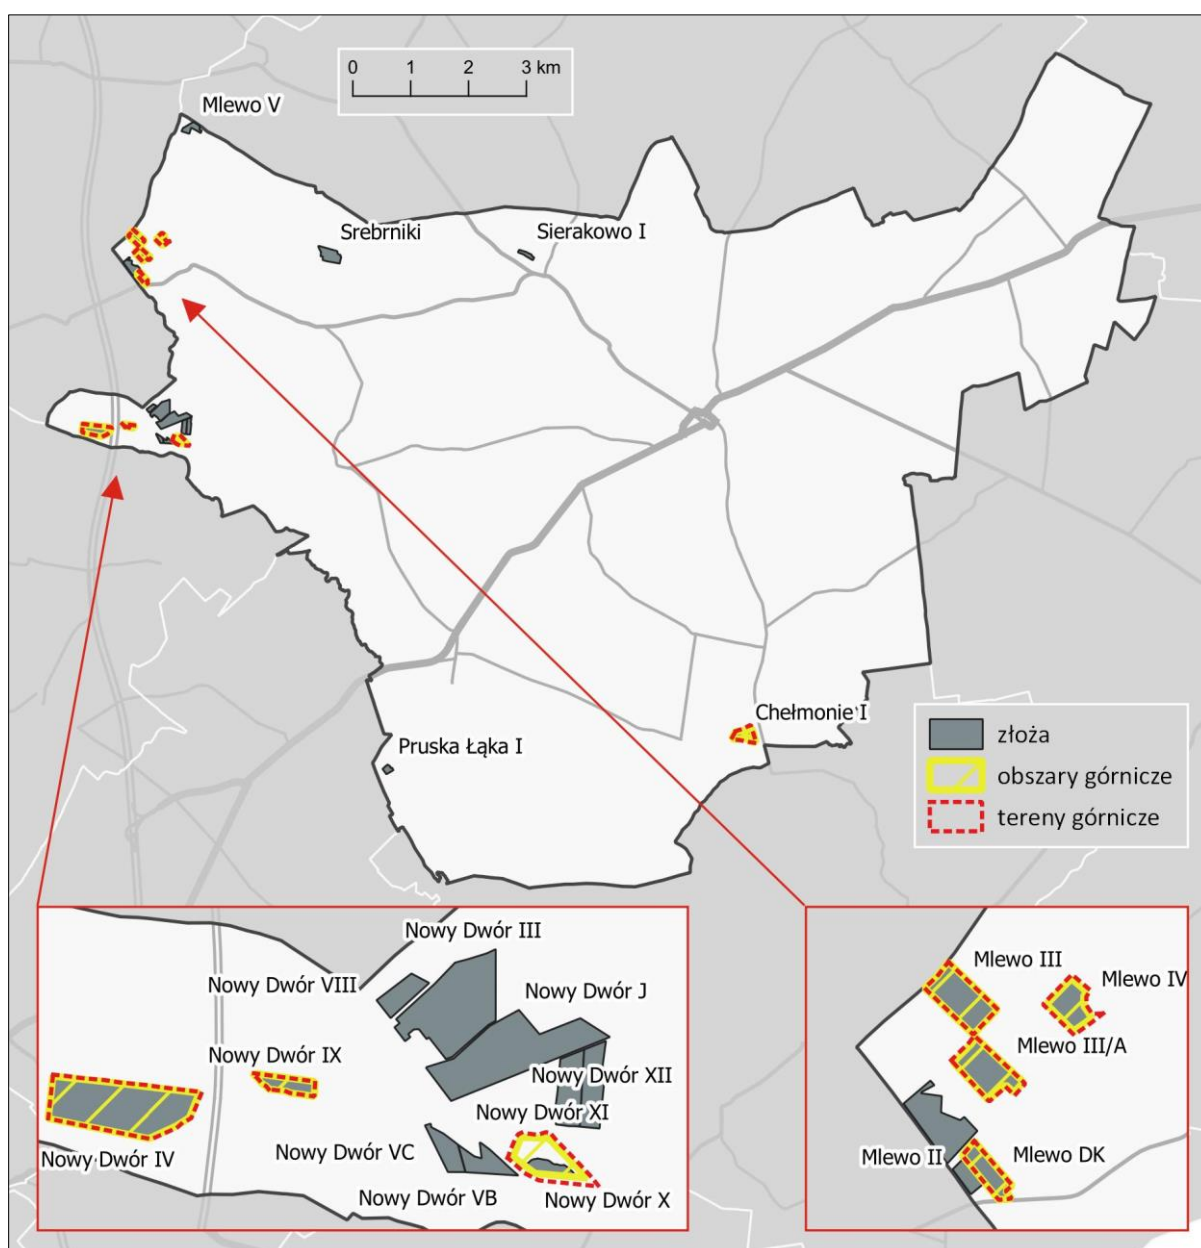 0 1 2 3 km
Mlewo V
Srebrniki
Sierakowo I
Chełmonie I
Pruska Łąka I
złoża
obszary górnicze
tereny górnicze
Nowy Dwór III
Nowy Dwór VIII
Nowy Dwór J
Nowy Dwór IX
Nowy Dwór XII
Nowy Dwór XI
Nowy Dwór IV
Nowy Dwór VC
Nowy Dwór VB
Nowy Dwór X
Mlewo III
Mlewo IV
Mlewo III/A
Mlewo II
Mlewo DK